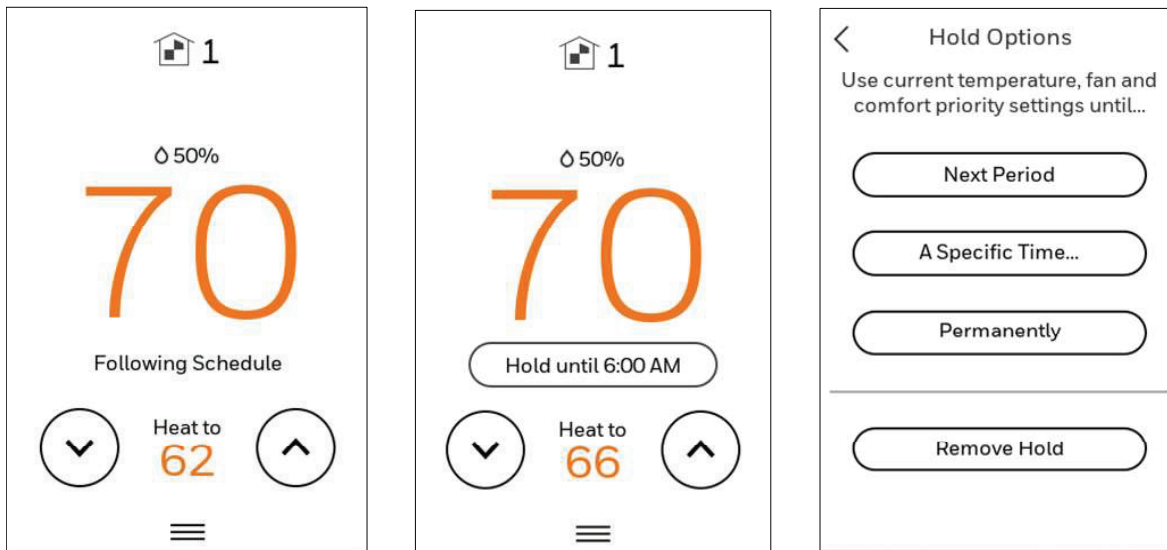 1
50%
70
Following Schedule
Heat to
62
1
50%
70
Hold until 6:00 AM
Heat to
66
Hold Options
Use current temperature, fan and
comfort priority settings until...
Next Period
A Specific Time...
Permanently
Remove Hold